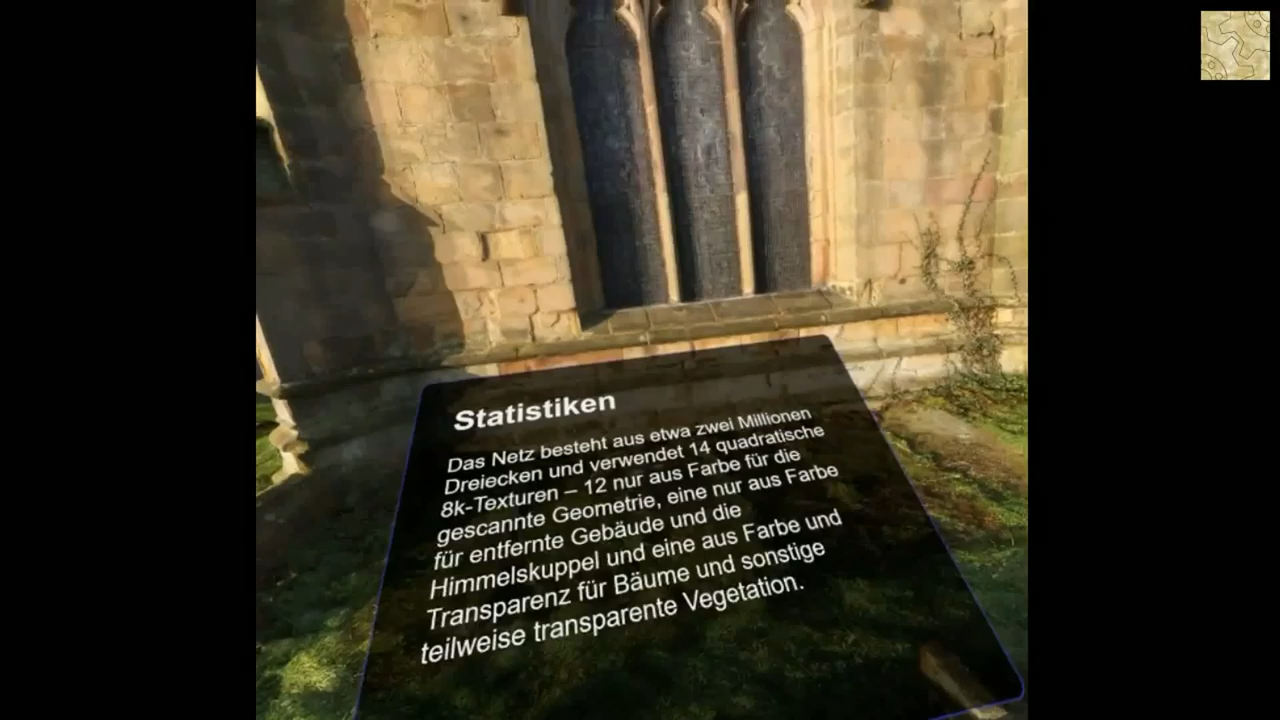 Statistiken
Das Netz besteht aus etwa zwei Millionen
Dreiecken und verwendet 14 quadratische
8k-Texturen – 12 nur aus Farbe für die
gescannte Geometrie, eine nur aus Farbe
für entfernte Gebäude und die
Himmelskuppel und eine aus Farbe und
Transparenz für Bäume und sonstige
teilweise transparente Vegetation.